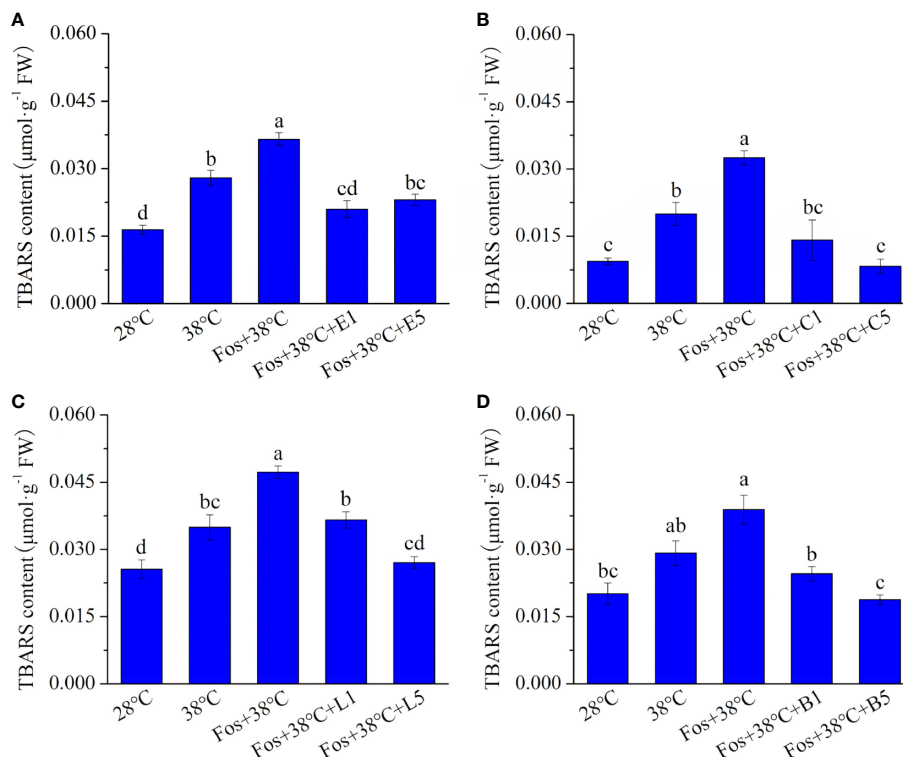 A
TBARS content (μmol·g⁻¹ FW)
0.060
0.045
0.030
0.015
0.000
d
b
a
cd
bc
28°C
38°C
Fos+38°C
Fos+38°C+E1
Fos+38°C+E5
B
TBARS content (μmol·g⁻¹ FW)
0.060
0.045
0.030
0.015
0.000
c
b
a
bc
c
28°C
38°C
Fos+38°C
Fos+38°C+C1
Fos+38°C+C5
C
TBARS content (μmol·g⁻¹ FW)
0.060
0.045
0.030
0.015
0.000
d
bc
a
b
cd
28°C
38°C
Fos+38°C
Fos+38°C+L1
Fos+38°C+L5
D
TBARS content (μmol·g⁻¹ FW)
0.060
0.045
0.030
0.015
0.000
bc
ab
a
b
c
28°C
38°C
Fos+38°C
Fos+38°C+B1
Fos+38°C+B5